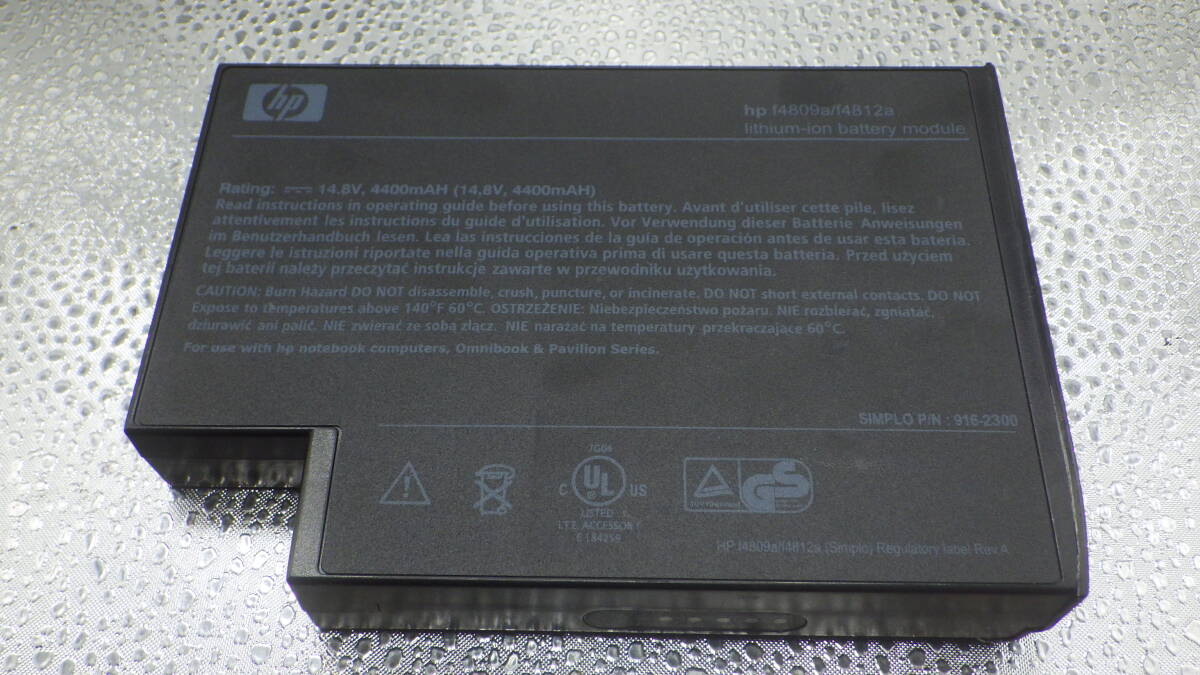 hp
hp f4809a/f4812a
lithium-ion battery module
Rating: 14.8V, 4400mAH (14.8V, 4400mAH)
Read instructions in operating guide before using this battery. Avant d'utiliser cette pile, lisez
attentivement les instructions du guide d'utilisation. Vor Verwendung dieser Batterie Anweisungen
im Benutzerhandbuch lesen. Lea las instrucciones de la guía de operación antes de usar esta batería.
Leggere le istruzioni riportate nella guida operativa prima di usare questa batteria. Przed użyciem
tej baterii należy przeczytać instrukcje zawarte w przewodniku użytkowania.
CAUTION: Burn Hazard DO NOT disassemble, crush, puncture, or incinerate. DO NOT short external contacts. DO NOT
Expose to temperatures above 140°F 60°C. OSTRZEŻENIE: Niebezpieczenstwo pożaru. NIE rozbierać, zgniatać,
dziurowić ani palić. NIE zwierać ze sobą złącz. NIE narażać na temperatury przekraczające 60°C.
For use with hp notebook computers, Omnibook & Pavilion Series.
SIMPLO P/N : 916-2300
7G04
C UL US
GS
LISTED
I.T.E. ACCESSORY
E184259
HP f4809a/f4812a (Simplo) Regulatory label Rev.A